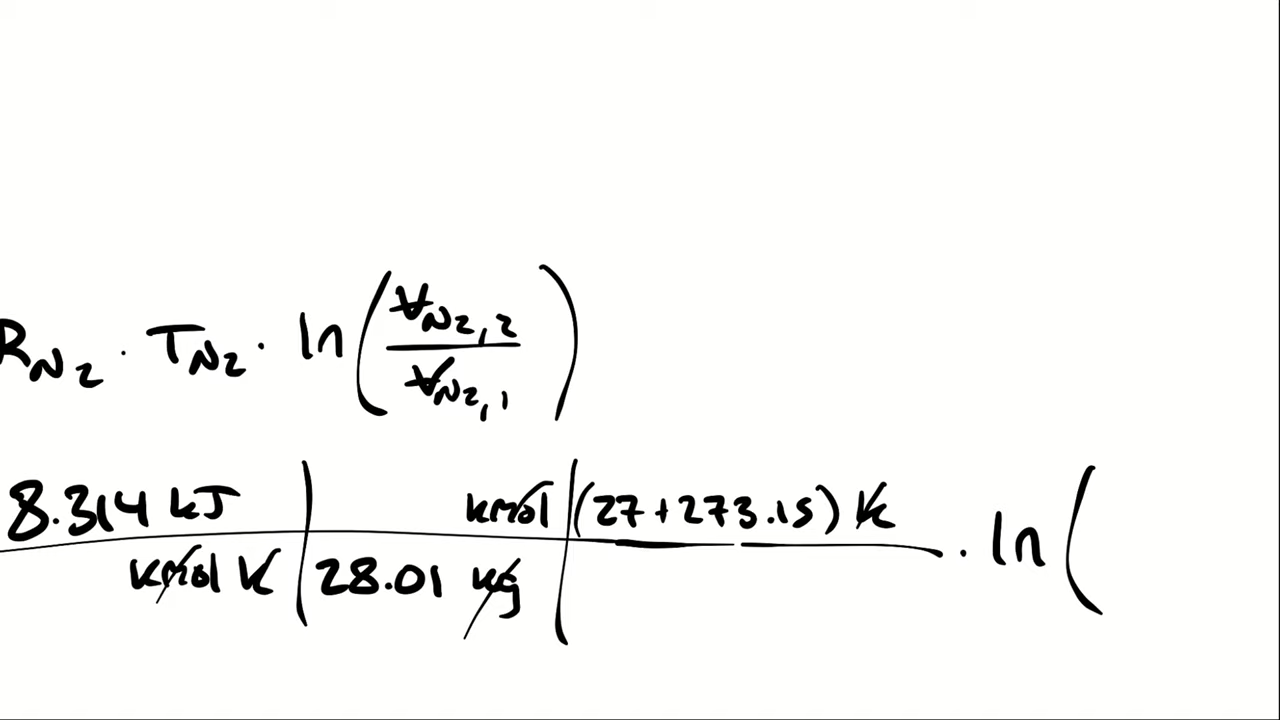 R_N2 · T_N2 · ln( V_N2,2 / V_N2,1 )
8.314 kJ | kmol | (27+273.15) K
kmol K | 28.01 kg | · ln(